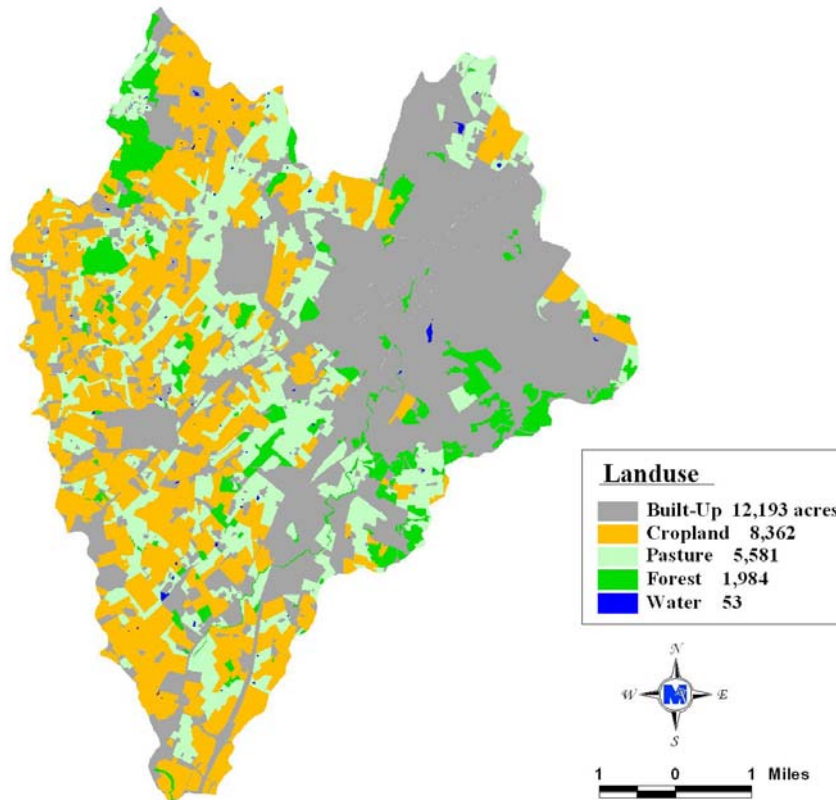 Landuse
Built-Up 12,193 acres
Cropland 8,362
Pasture 5,581
Forest 1,984
Water 53
N
W M E
S
1 0 1 Miles